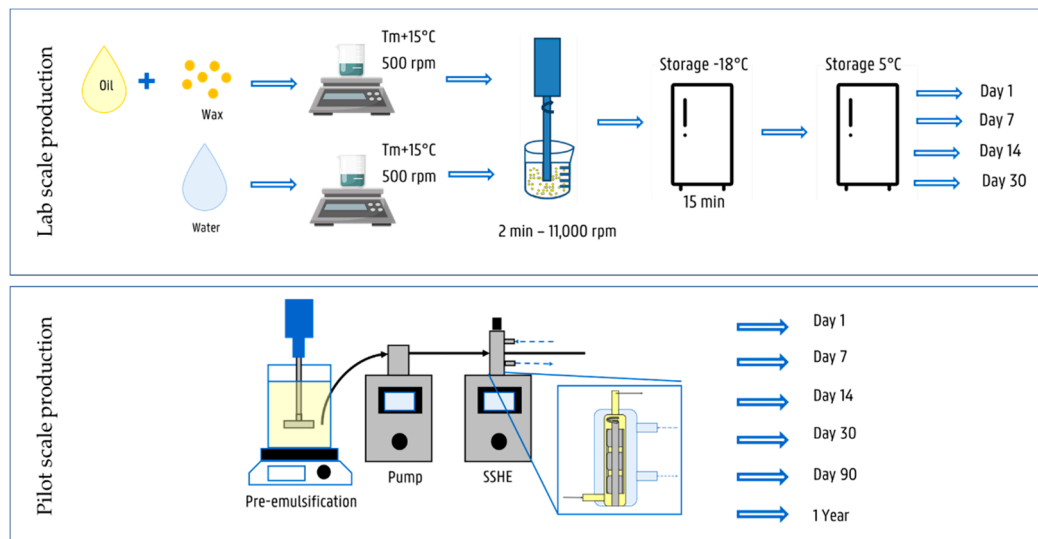 Lab scale production
Oil
Wax
Water
Tm+15°C
500 rpm
Tm+15°C
500 rpm
2 min – 11,000 rpm
Storage -18°C
15 min
Storage 5°C
Day 1
Day 7
Day 14
Day 30
Pilot scale production
Pre-emulsification
Pump
SSHE
Day 1
Day 7
Day 14
Day 30
Day 90
1 Year